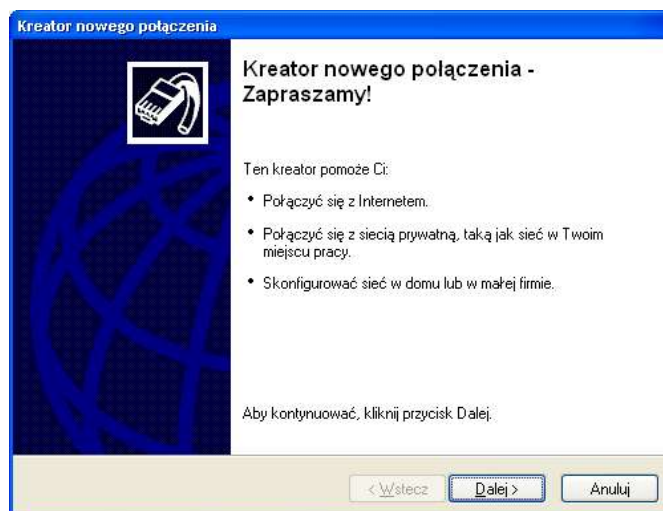 Kreator nowego połączenia
Kreator nowego połączenia -
Zapraszamy!
Ten kreator pomoże Ci:
• Połączyć się z Internetem.
• Połączyć się z siecią prywatną, taką jak sieć w Twoim
miejscu pracy.
• Skonfigurować sieć w domu lub w małej firmie.
Aby kontynuować, kliknij przycisk Dalej.
< Wstecz Dalej > Anuluj